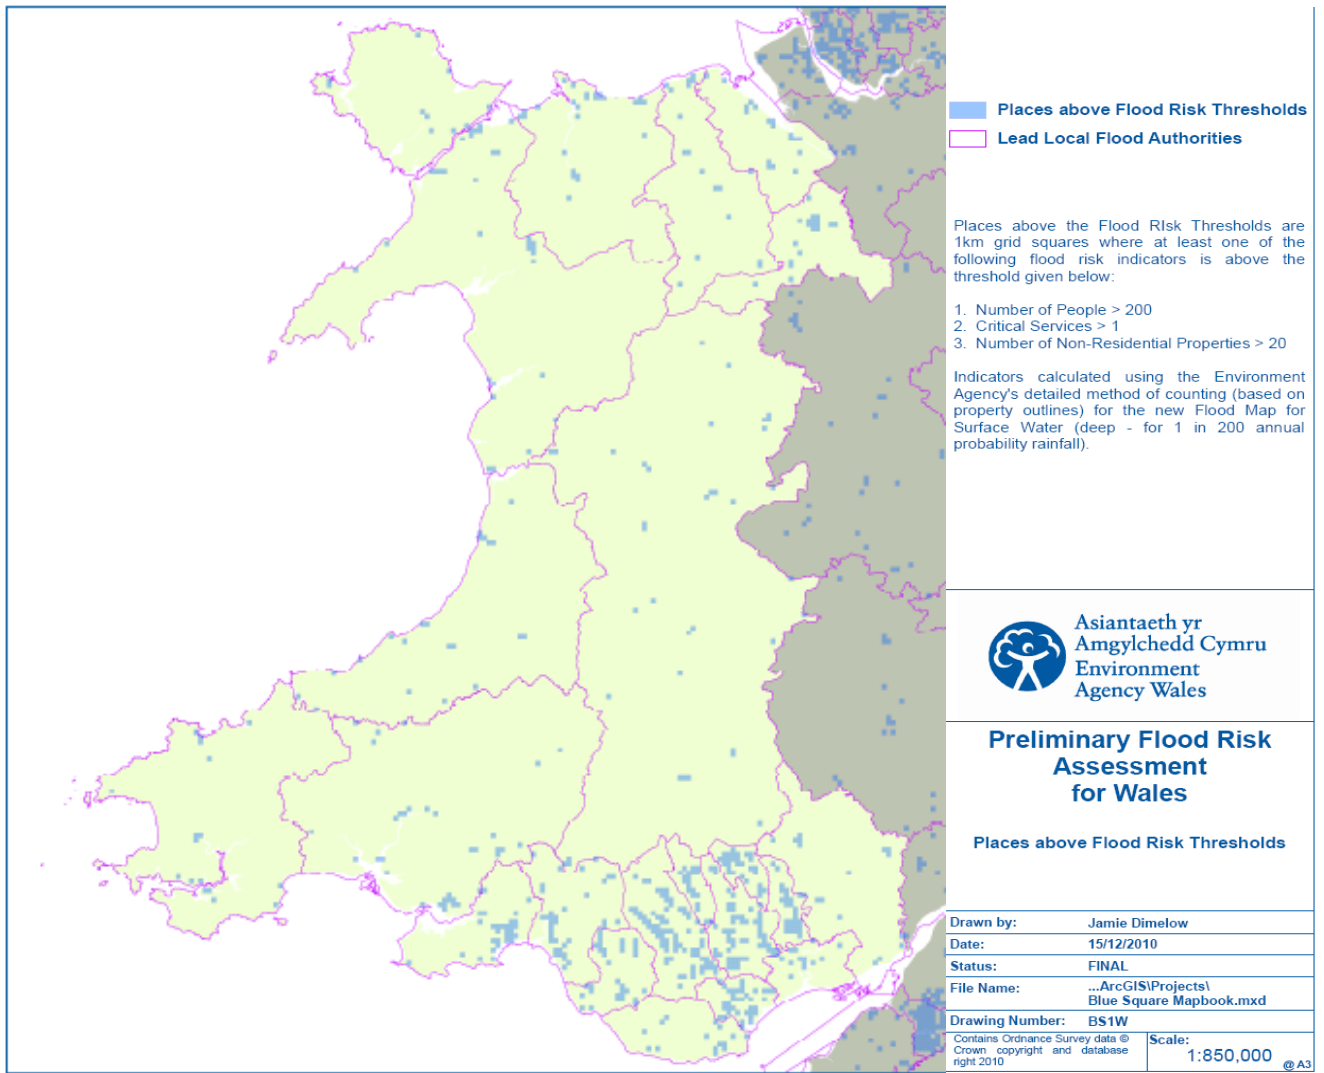 Places above Flood Risk Thresholds
Lead Local Flood Authorities
Places above the Flood RIsk Thresholds are
1km grid squares where at least one of the
following flood risk indicators is above the
threshold given below:
1. Number of People > 200
2. Critical Services > 1
3. Number of Non-Residential Properties > 20
Indicators calculated using the Environment
Agency's detailed method of counting (based on
property outlines) for the new Flood Map for
Surface Water (deep - for 1 in 200 annual
probability rainfall).
Asiantaeth yr
Amgylchedd Cymru
Environment
Agency Wales
Preliminary Flood Risk
Assessment
for Wales
Places above Flood Risk Thresholds
Drawn by: Jamie Dimelow
Date: 15/12/2010
Status: FINAL
File Name: ...ArcGIS\Projects\
Blue Square Mapbook.mxd
Drawing Number: BS1W
Contains Ordnance Survey data ©
Crown copyright and database
right 2010
Scale:
1:850,000 @ A3